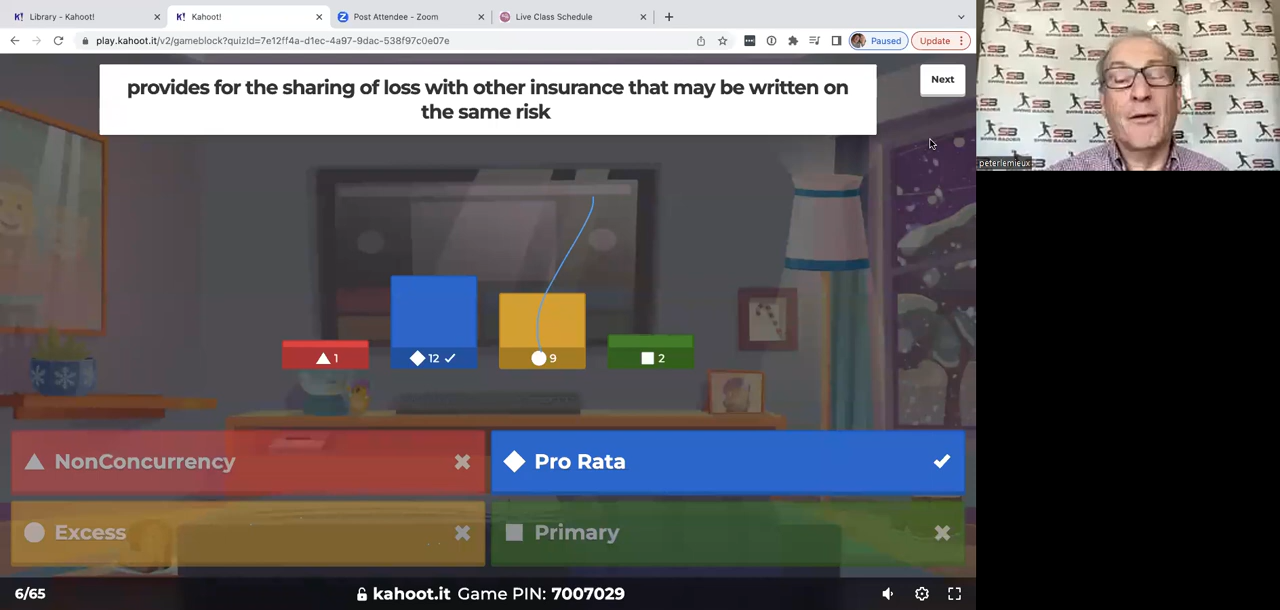 Library - Kahoot!
Kahoot!
Post Attendee - Zoom
Live Class Schedule
play.kahoot.it/v2/gameblock?quizId=7e12ff4a-d1ec-4a97-9dac-538f97c0e07e
Paused
Update
provides for the sharing of loss with other insurance that may be written on
the same risk
Next
peterlemieux
1
12
9
2
NonConcurrency
Pro Rata
Excess
Primary
6/65
kahoot.it Game PIN: 7007029